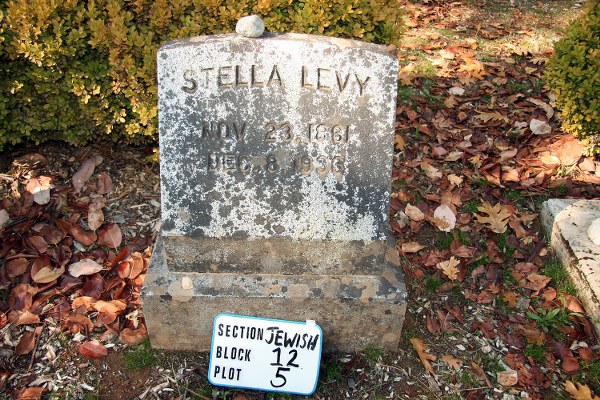 STELLA LEVY
NOV. 23. 1861
DEC. 8. 1936
SECTION JEWISH
BLOCK 12
PLOT 5